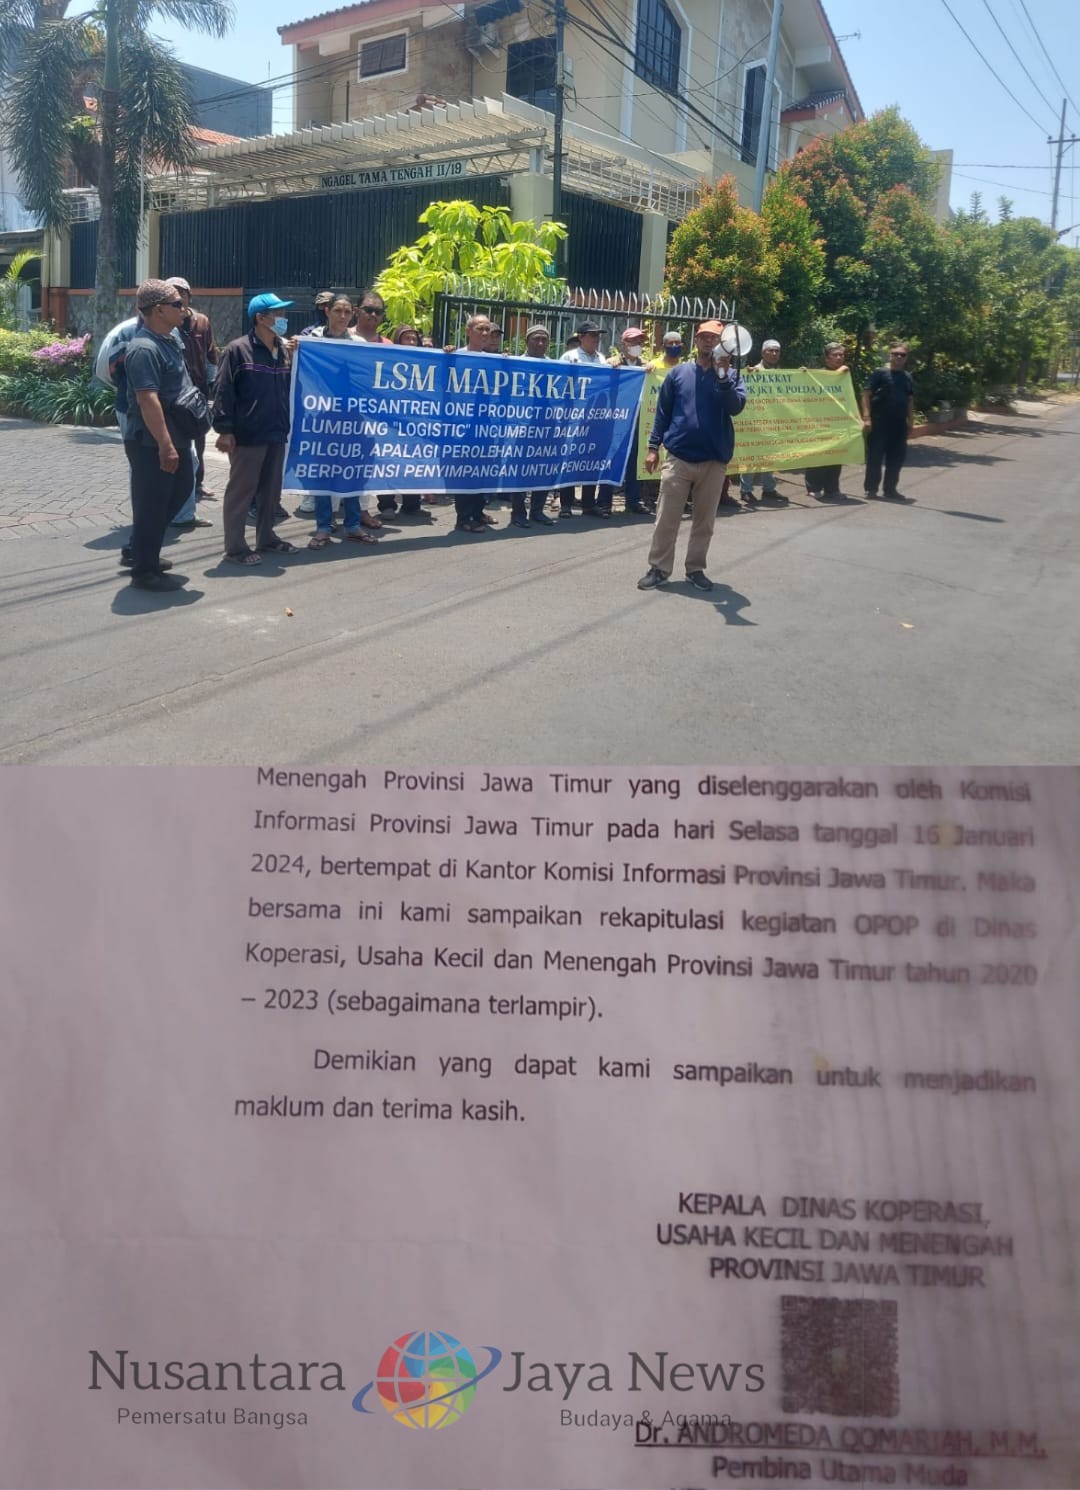 NGAGEL TAMA TENGAH II/19
LSM MAPEKKAT
ONE PESANTREN ONE PRODUCT DIDUGA SEBAGAI
LUMBUNG "LOGISTIC" INCUMBENT DALAM
PILGUB, APALAGI PEROLEHAN DANA O P O P
BERPOTENSI PENYIMPANGAN UNTUK PENGUASA
MAPEKKAT
JKT & POLDA JATIM
Menengah Provinsi Jawa Timur yang diselenggarakan oleh Komisi
Informasi Provinsi Jawa Timur pada hari Selasa tanggal 16 Januari
2024, bertempat di Kantor Komisi Informasi Provinsi Jawa Timur. Maka
bersama ini kami sampaikan rekapitulasi kegiatan OPOP di Dinas
Koperasi, Usaha Kecil dan Menengah Provinsi Jawa Timur tahun 2020
– 2023 (sebagaimana terlampir).
Demikian yang dapat kami sampaikan untuk menjadikan
maklum dan terima kasih.
KEPALA DINAS KOPERASI,
USAHA KECIL DAN MENENGAH
PROVINSI JAWA TIMUR
Nusantara Jaya News
Pemersatu Bangsa Budaya & Agama
Dr. ANDROMEDA QOMARIAH, M.M.
Pembina Utama Muda